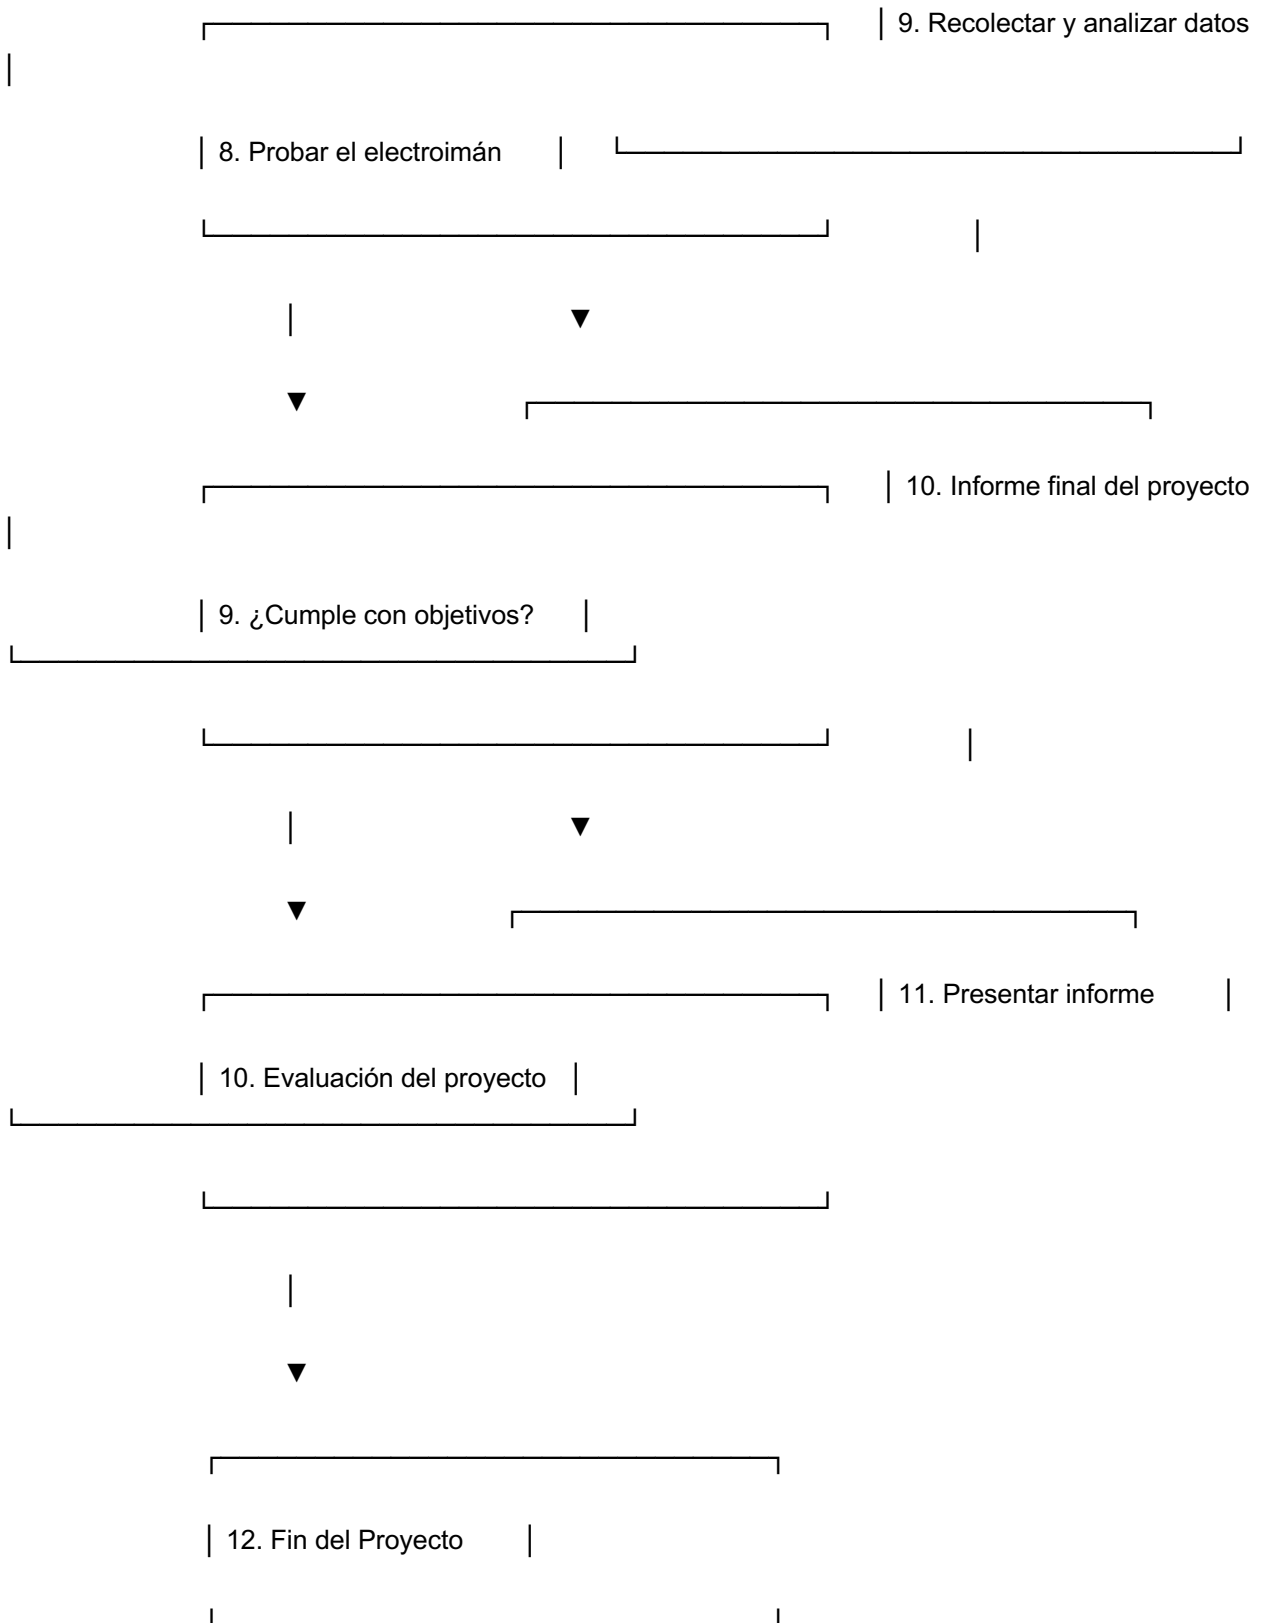 9. Recolectar y analizar datos
8. Probar el electroimán
10. Informe final del proyecto
9. ¿Cumple con objetivos?
11. Presentar informe
10. Evaluación del proyecto
12. Fin del Proyecto